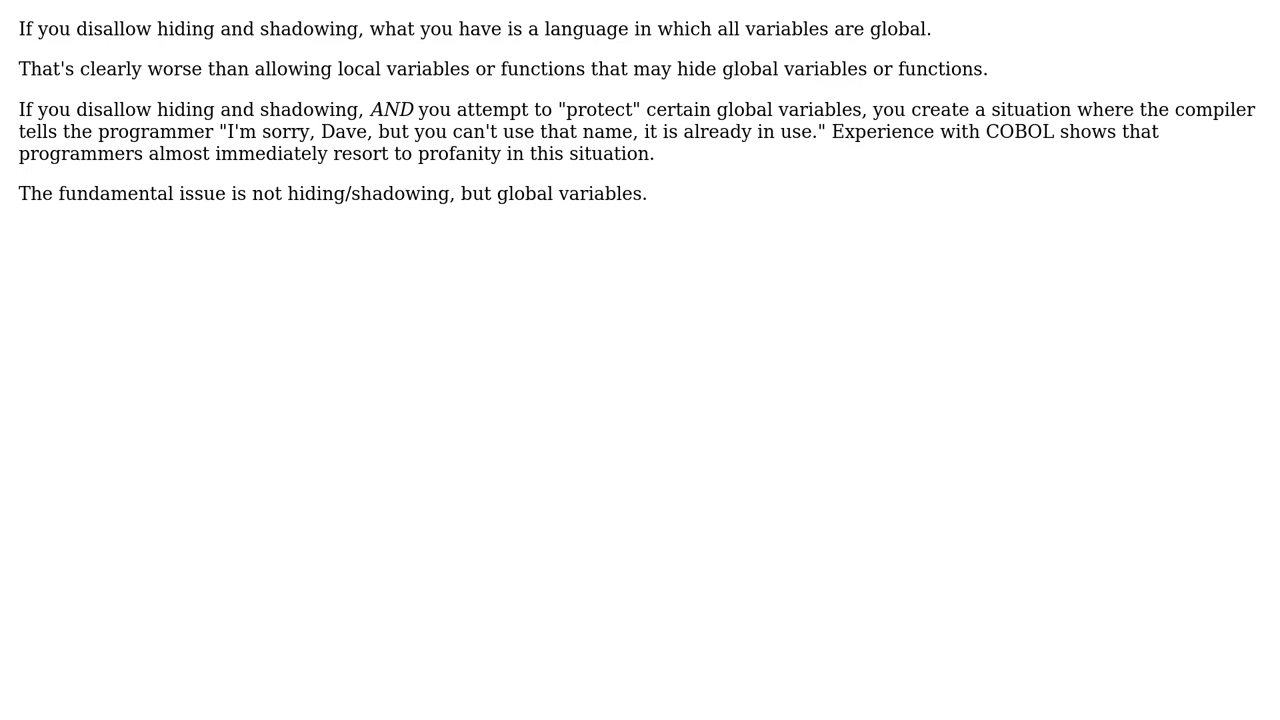 If you disallow hiding and shadowing, what you have is a language in which all variables are global.
That's clearly worse than allowing local variables or functions that may hide global variables or functions.
If you disallow hiding and shadowing, AND you attempt to "protect" certain global variables, you create a situation where the compiler
tells the programmer "I'm sorry, Dave, but you can't use that name, it is already in use." Experience with COBOL shows that
programmers almost immediately resort to profanity in this situation.
The fundamental issue is not hiding/shadowing, but global variables.